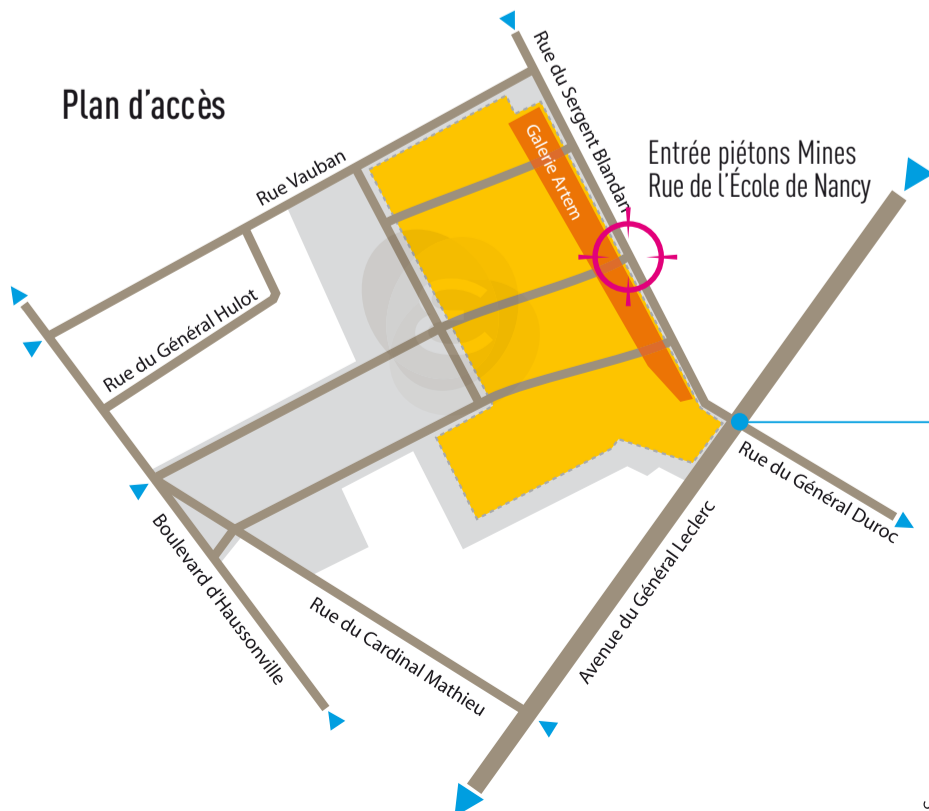 Plan d'accès
Rue du Sergent Blandan
Galerie Artem
Entrée piétons Mines
Rue de l'École de Nancy
Rue Vauban
Rue du Général Hulot
Boulevard d'Haussonville
Rue du Cardinal Mathieu
Avenue du Général Leclerc
Rue du Général Duroc